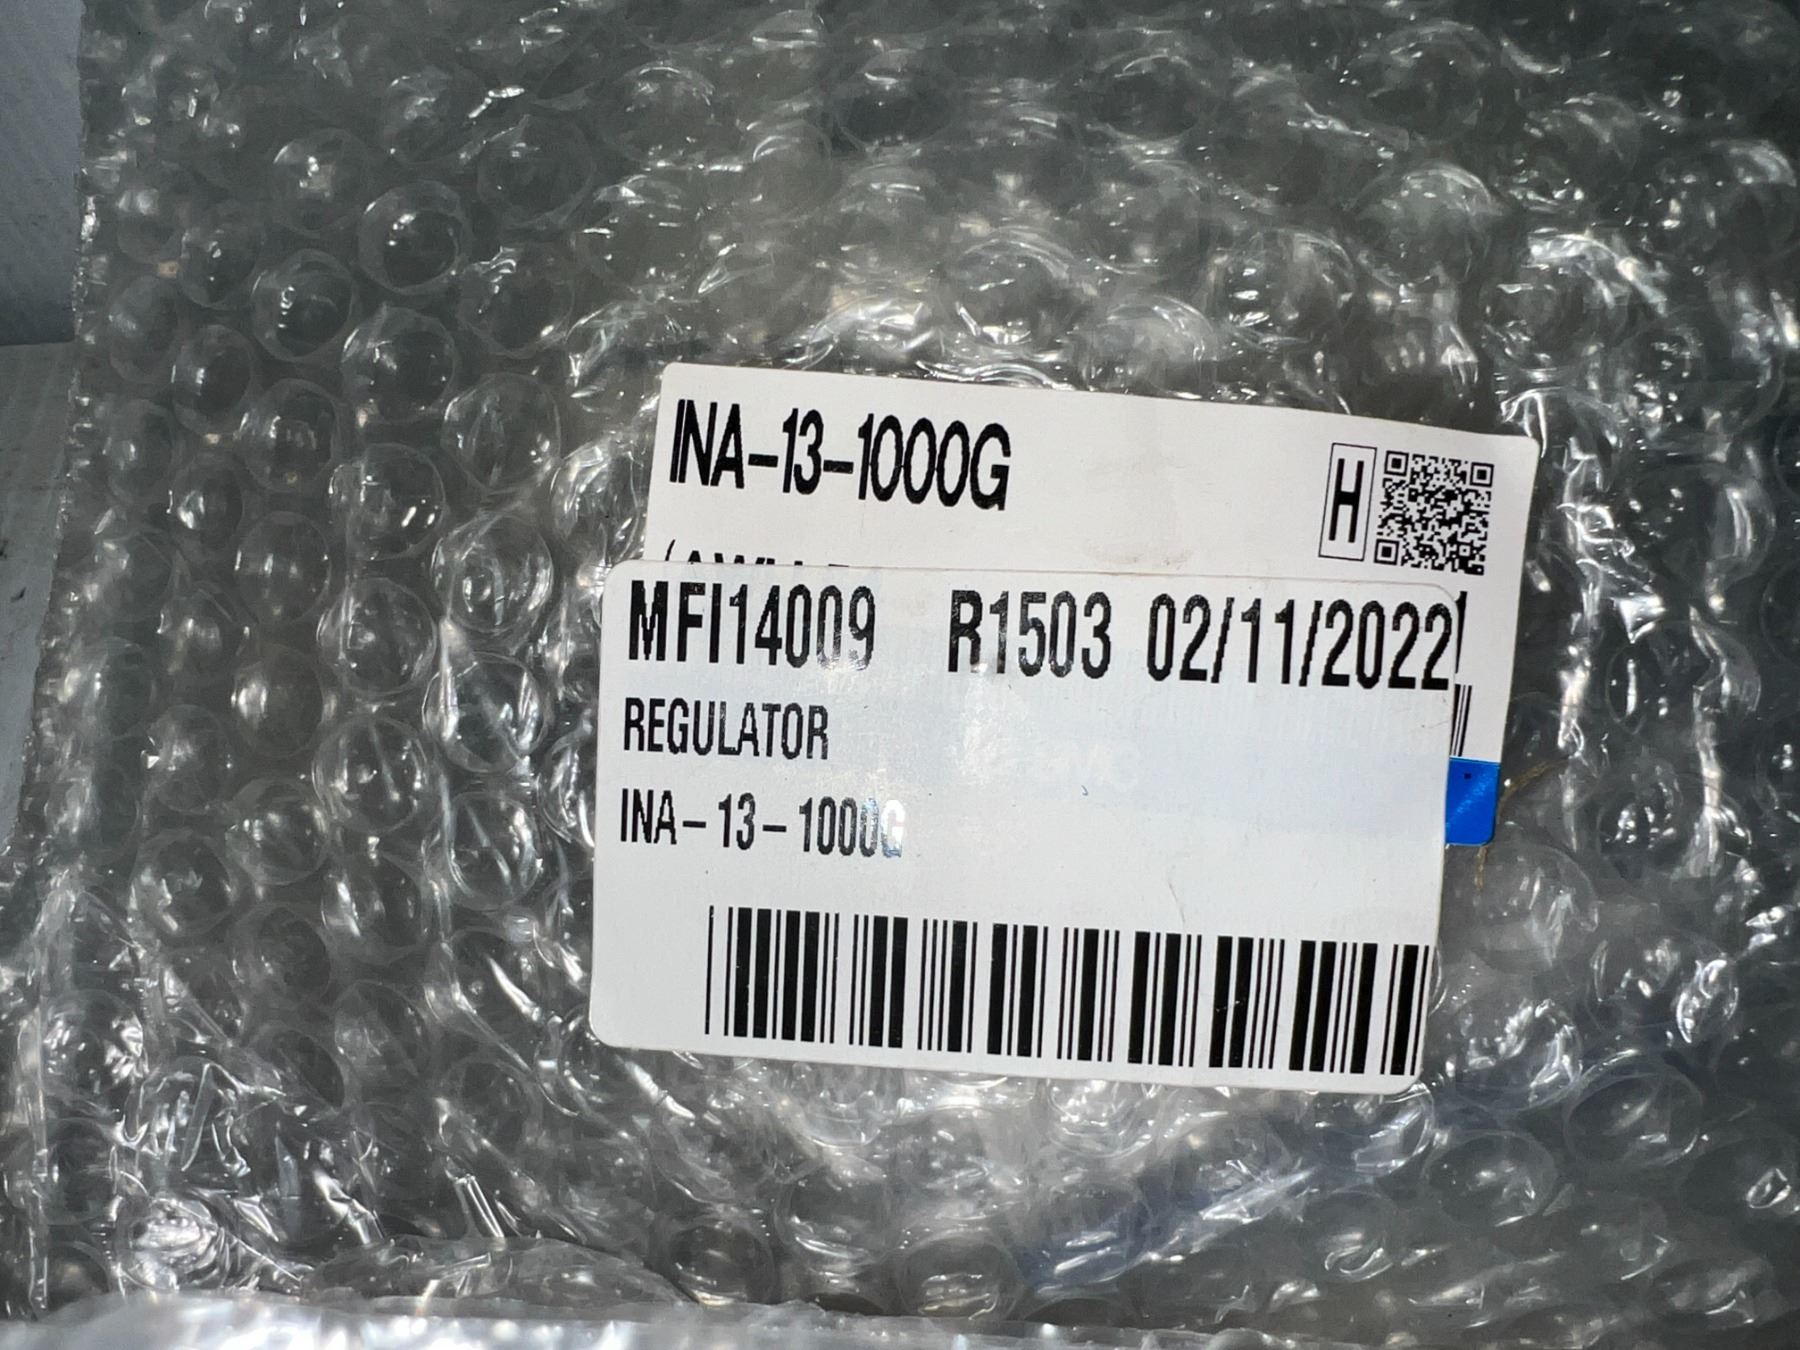 INA-13-1000G
H
MFI14009 R1503 02/11/2022
REGULATOR
INA-13-1000G